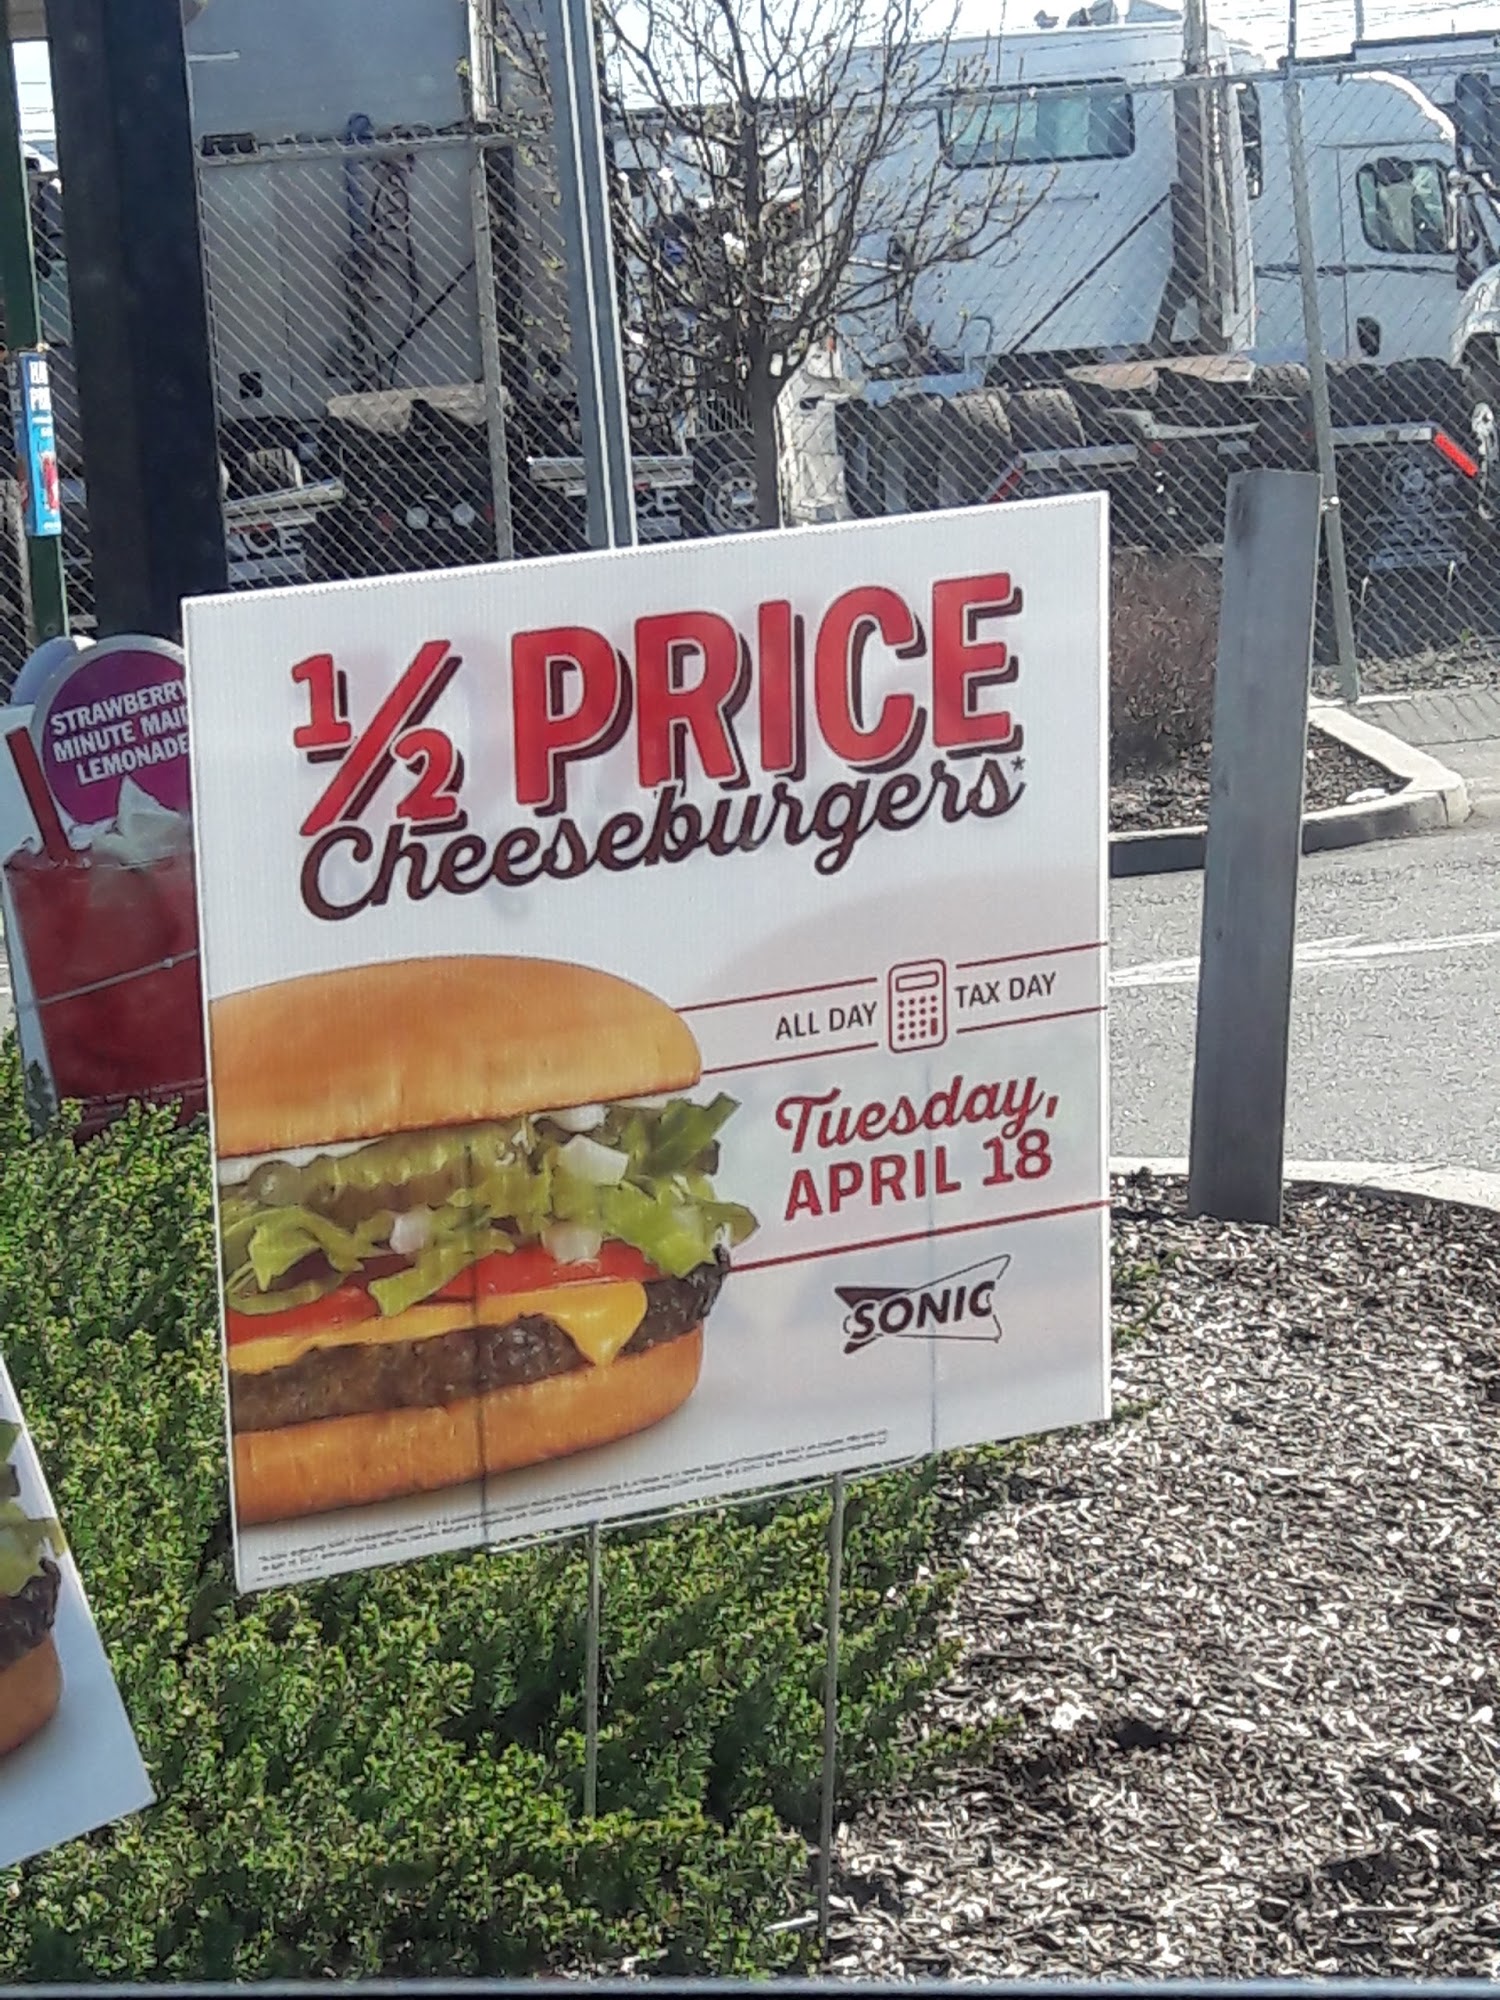 1/2 PRICE
Cheeseburgers*
ALL DAY TAX DAY
Tuesday,
APRIL 18
SONIC
STRAWBERRY
MINUTE MAI
LEMONADE